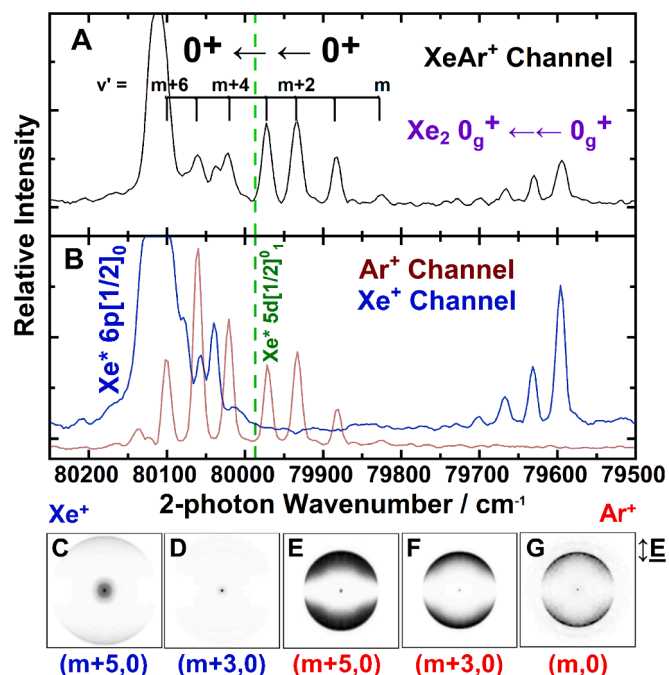 A
0+ ← ← 0+
XeAr+ Channel
v' = m+6 m+4 m+2 m
Xe2 0g+ ←← 0g+
Relative Intensity
B
Xe* 6p[1/2]0
Xe* 5d[1/2]01
Ar+ Channel
Xe+ Channel
80200 80100 80000 79900 79800 79700 79600 79500
2-photon Wavenumber / cm-1
Xe+
Ar+
C D E F G
E
(m+5,0) (m+3,0) (m+5,0) (m+3,0) (m,0)